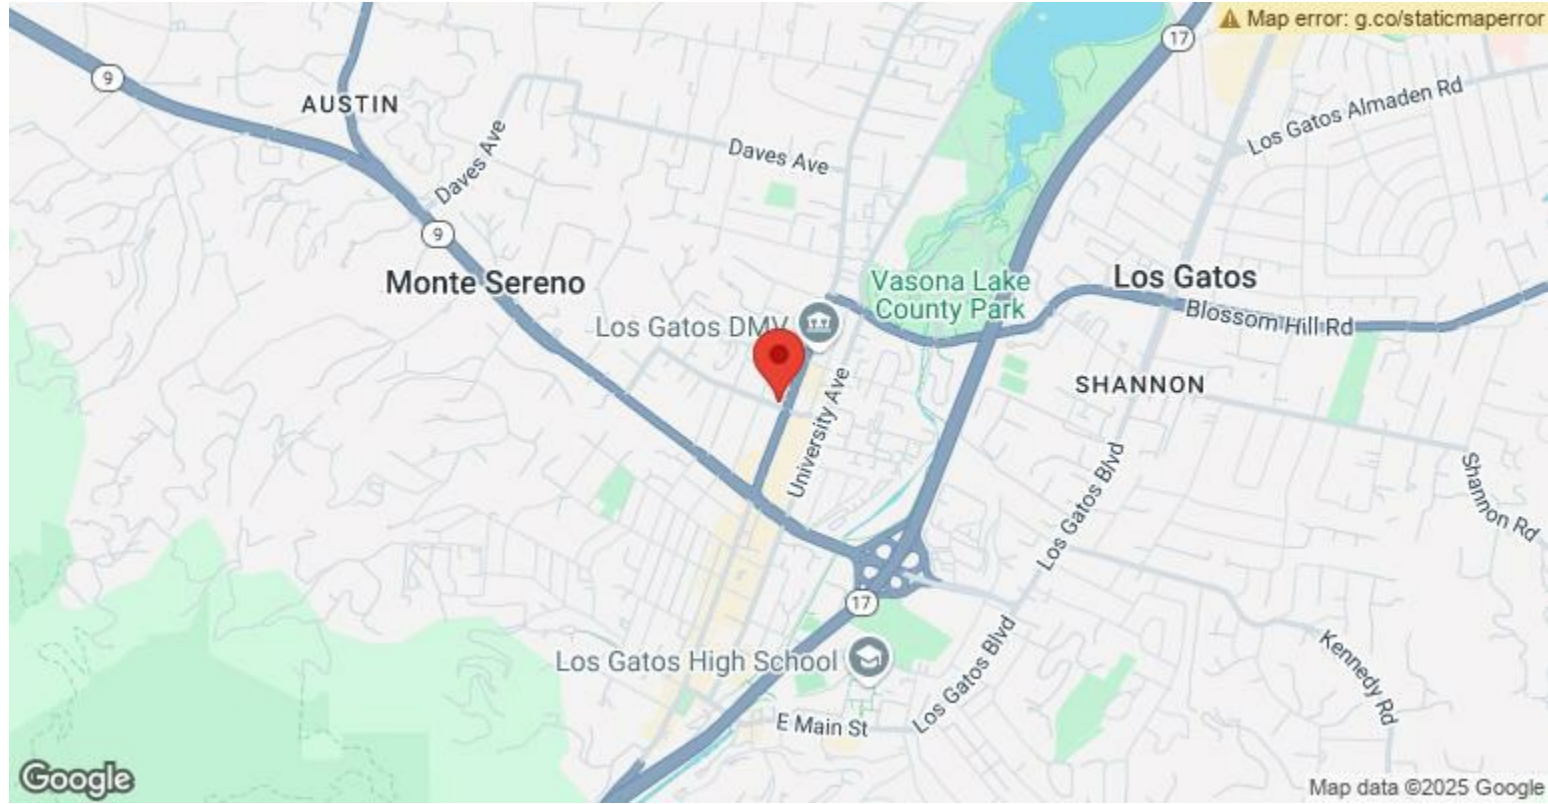 Map error: g.co/staticmaperror
17
9
AUSTIN
Los Gatos Almaden Rd
Daves Ave
Daves Ave
9
Monte Sereno
Vasona Lake
County Park
Los Gatos
Blossom Hill Rd
Los Gatos DMV
SHANNON
University Ave
Los Gatos Blvd
Shannon Rd
17
Los Gatos High School
Los Gatos Blvd
Kennedy Rd
E Main St
Google
Map data ©2025 Google